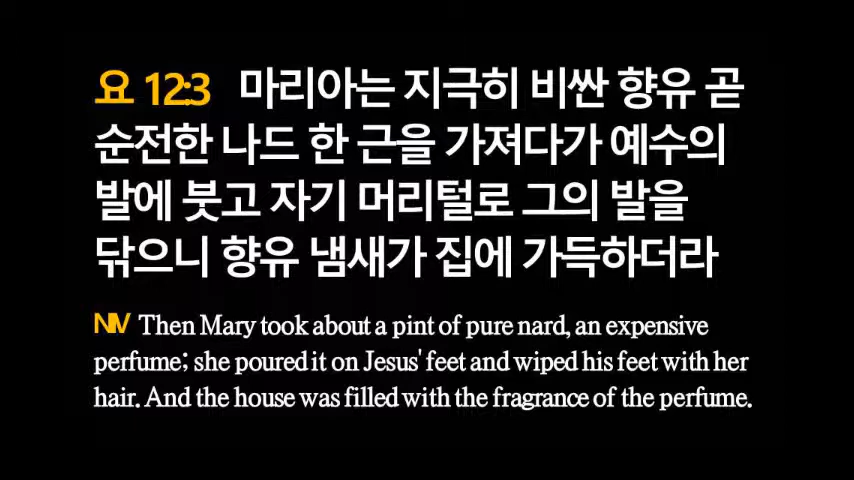 요 12:3 마리아는 지극히 비싼 향유 곧
순전한 나드 한 근을 가져다가 예수의
발에 붓고 자기 머리털로 그의 발을
닦으니 향유 냄새가 집에 가득하더라
NIV Then Mary took about a pint of pure nard, an expensive
perfume; she poured it on Jesus' feet and wiped his feet with her
hair. And the house was filled with the fragrance of the perfume.